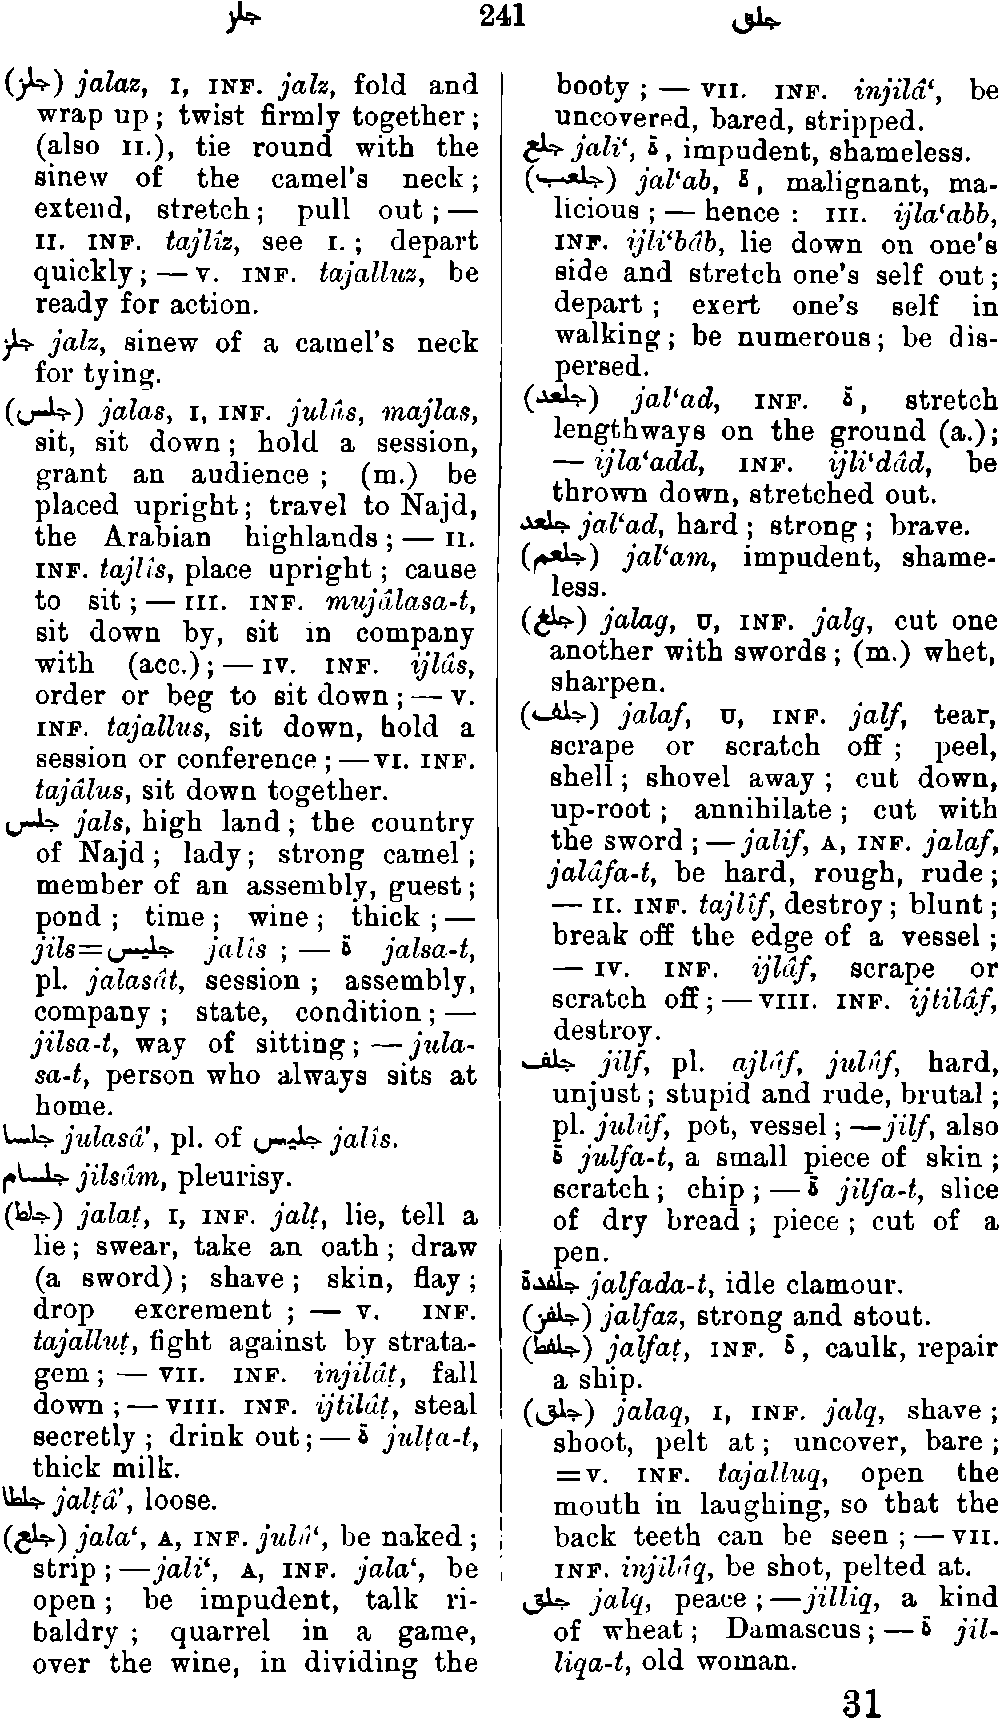 جلز 241 جلق
(جلز) jalaz, I, INF. jalz, fold and
wrap up; twist firmly together;
(also II.), tie round with the
sinew of the camel's neck;
extend, stretch; pull out; —
II. INF. tajlîz, see I.; depart
quickly; — V. INF. tajalluz, be
ready for action.
جلز jalz, sinew of a camel's neck
for tying.
(جلس) jalas, I, INF. julûs, majlas,
sit, sit down; hold a session,
grant an audience; (m.) be
placed upright; travel to Najd,
the Arabian highlands; — II.
INF. tajlîs, place upright; cause
to sit; — III. INF. mujâlasa-t,
sit down by, sit in company
with (acc.); — IV. INF. ijlâs,
order or beg to sit down; — V.
INF. tajallus, sit down, hold a
session or conference; — VI. INF.
tajâlus, sit down together.
جلس jals, high land; the country
of Najd; lady; strong camel;
member of an assembly, guest;
pond; time; wine; thick; —
jils=جليس jalîs; — ة jalsa-t,
pl. jalasât, session; assembly,
company; state, condition; —
jilsa-t, way of sitting; — jula-
sa-t, person who always sits at
home.
جلسا julasâ', pl. of جليس jalîs.
جلسام jilsâm, pleurisy.
(جلط) jalaṭ, I, INF. jalṭ, lie, tell a
lie; swear, take an oath; draw
(a sword); shave; skin, flay;
drop excrement; — V. INF.
tajalluṭ, fight against by strata-
gem; — VII. INF. injilâṭ, fall
down; — VIII. INF. ijtilâṭ, steal
secretly; drink out; — ة julṭa-t,
thick milk.
جلطا jalṭâ', loose.
(جلع) jala‘, A, INF. julû‘, be naked;
strip; — jali‘, A, INF. jala‘, be
open; be impudent, talk ri-
baldry; quarrel in a game,
over the wine, in dividing the
booty; — VII. INF. injilâ‘, be
uncovered, bared, stripped.
جلع jali‘, ة, impudent, shameless.
(جلعب) jal‘ab, ة, malignant, ma-
licious; — hence: III. ijla‘abb,
INF. ijli‘bâb, lie down on one's
side and stretch one's self out;
depart; exert one's self in
walking; be numerous; be dis-
persed.
(جلعد) jal‘ad, INF. ة, stretch
lengthways on the ground (a.);
— ijla‘add, INF. ijli‘dâd, be
thrown down, stretched out.
جلعد jal‘ad, hard; strong; brave.
(جلعم) jal‘am, impudent, shame-
less.
(جلغ) jalag, U, INF. jalg, cut one
another with swords; (m.) whet,
sharpen.
(جلف) jalaf, U, INF. jalf, tear,
scrape or scratch off; peel,
shell; shovel away; cut down,
up-root; annihilate; cut with
the sword; — jalif, A, INF. jalaf,
jalâfa-t, be hard, rough, rude;
— II. INF. tajlîf, destroy; blunt;
break off the edge of a vessel;
— IV. INF. ijlâf, scrape or
scratch off; — VIII. INF. ijtilâf,
destroy.
جلف jilf, pl. ajlâf, julûf, hard,
unjust; stupid and rude, brutal;
pl. julûf, pot, vessel; — jilf, also
ة julfa-t, a small piece of skin;
scratch; chip; — ة jilfa-t, slice
of dry bread; piece; cut of a
pen.
جلفدة jalfada-t, idle clamour.
(جلفز) jalfaz, strong and stout.
(جلفط) jalfaṭ, INF. ة, caulk, repair
a ship.
(جلق) jalaq, I, INF. jalq, shave;
shoot, pelt at; uncover, bare;
=V. INF. tajalluq, open the
mouth in laughing, so that the
back teeth can be seen; — VII.
INF. injilâq, be shot, pelted at.
جلق jalq, peace; — jilliq, a kind
of wheat; Damascus; — ة jil-
liqa-t, old woman.
31